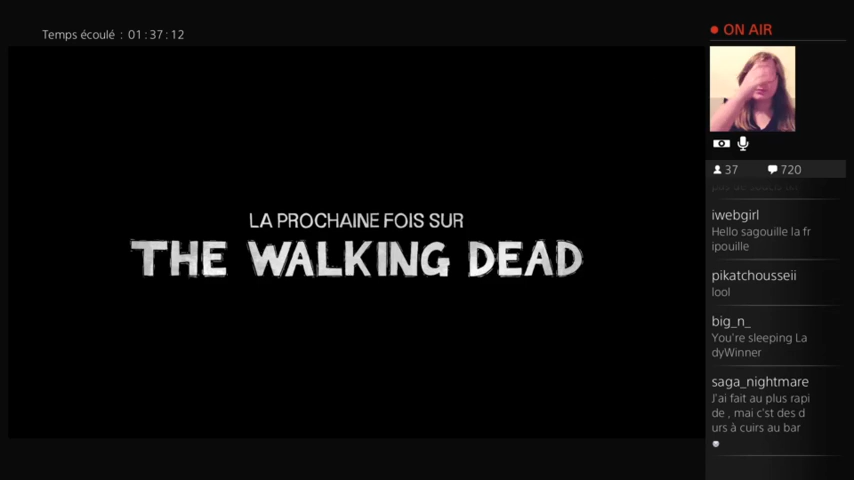 Temps écoulé : 01:37:12
LA PROCHAINE FOIS SUR
THE WALKING DEAD
ON AIR
37 720
iwebgirl
Hello sagouille la fr
ipouille
pikatchousseii
lool
big_n_
You're sleeping La
dyWinner
saga_nightmare
J'ai fait au plus rapi
de , mai c'st des d
urs à cuirs au bar